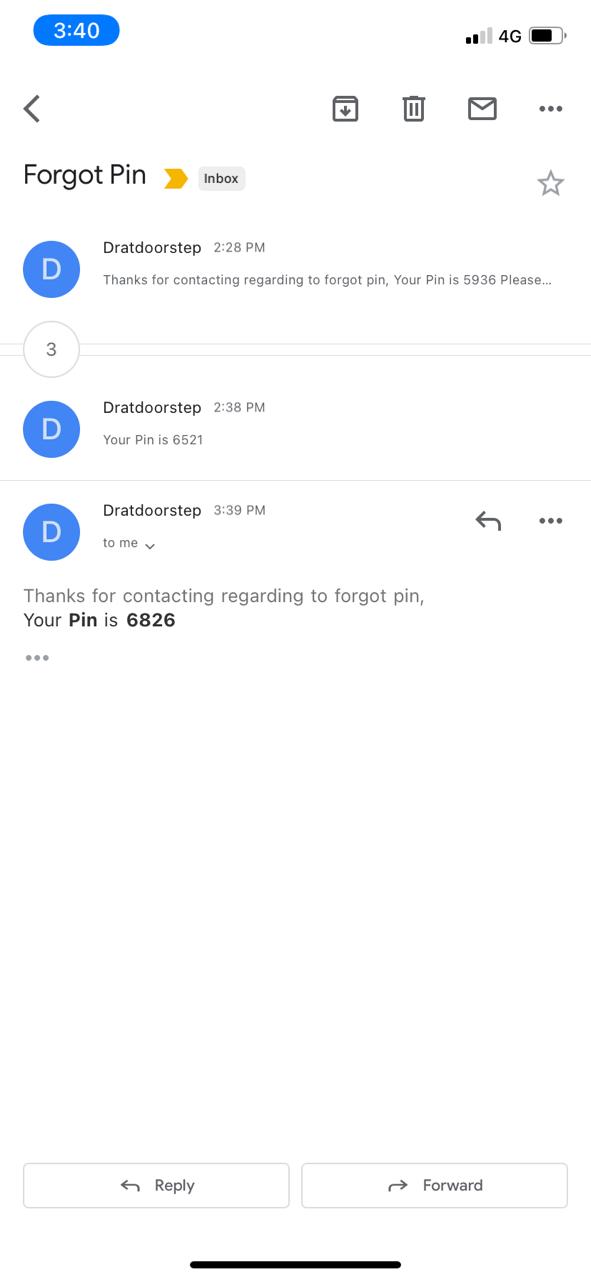 3:40 4G
Forgot Pin Inbox
D
Dratdoorstep 2:28 PM
Thanks for contacting regarding to forgot pin, Your Pin is 5936 Please...
3
D
Dratdoorstep 2:38 PM
Your Pin is 6521
D
Dratdoorstep 3:39 PM
to me
Thanks for contacting regarding to forgot pin,
Your Pin is 6826
Reply Forward